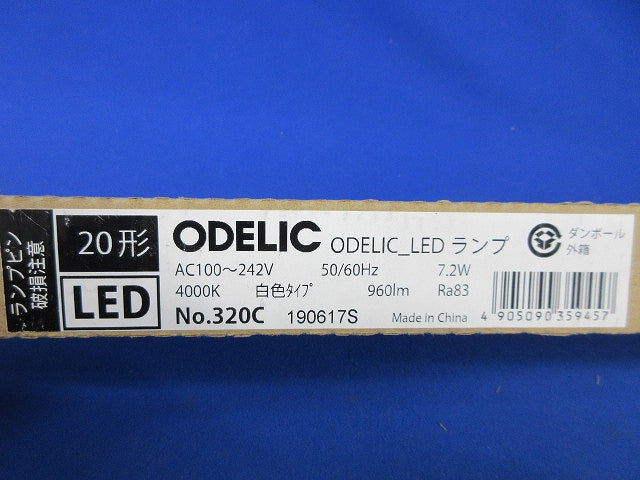 ランプピン
破損注意
20形
LED
ODELIC ODELIC_LED ランプ
AC100～242V 50/60Hz 7.2W
4000K 白色ﾀｲﾌﾟ 960lm Ra83
No.320C 190617S Made in China
ダンボール
外箱
4 905090 359457